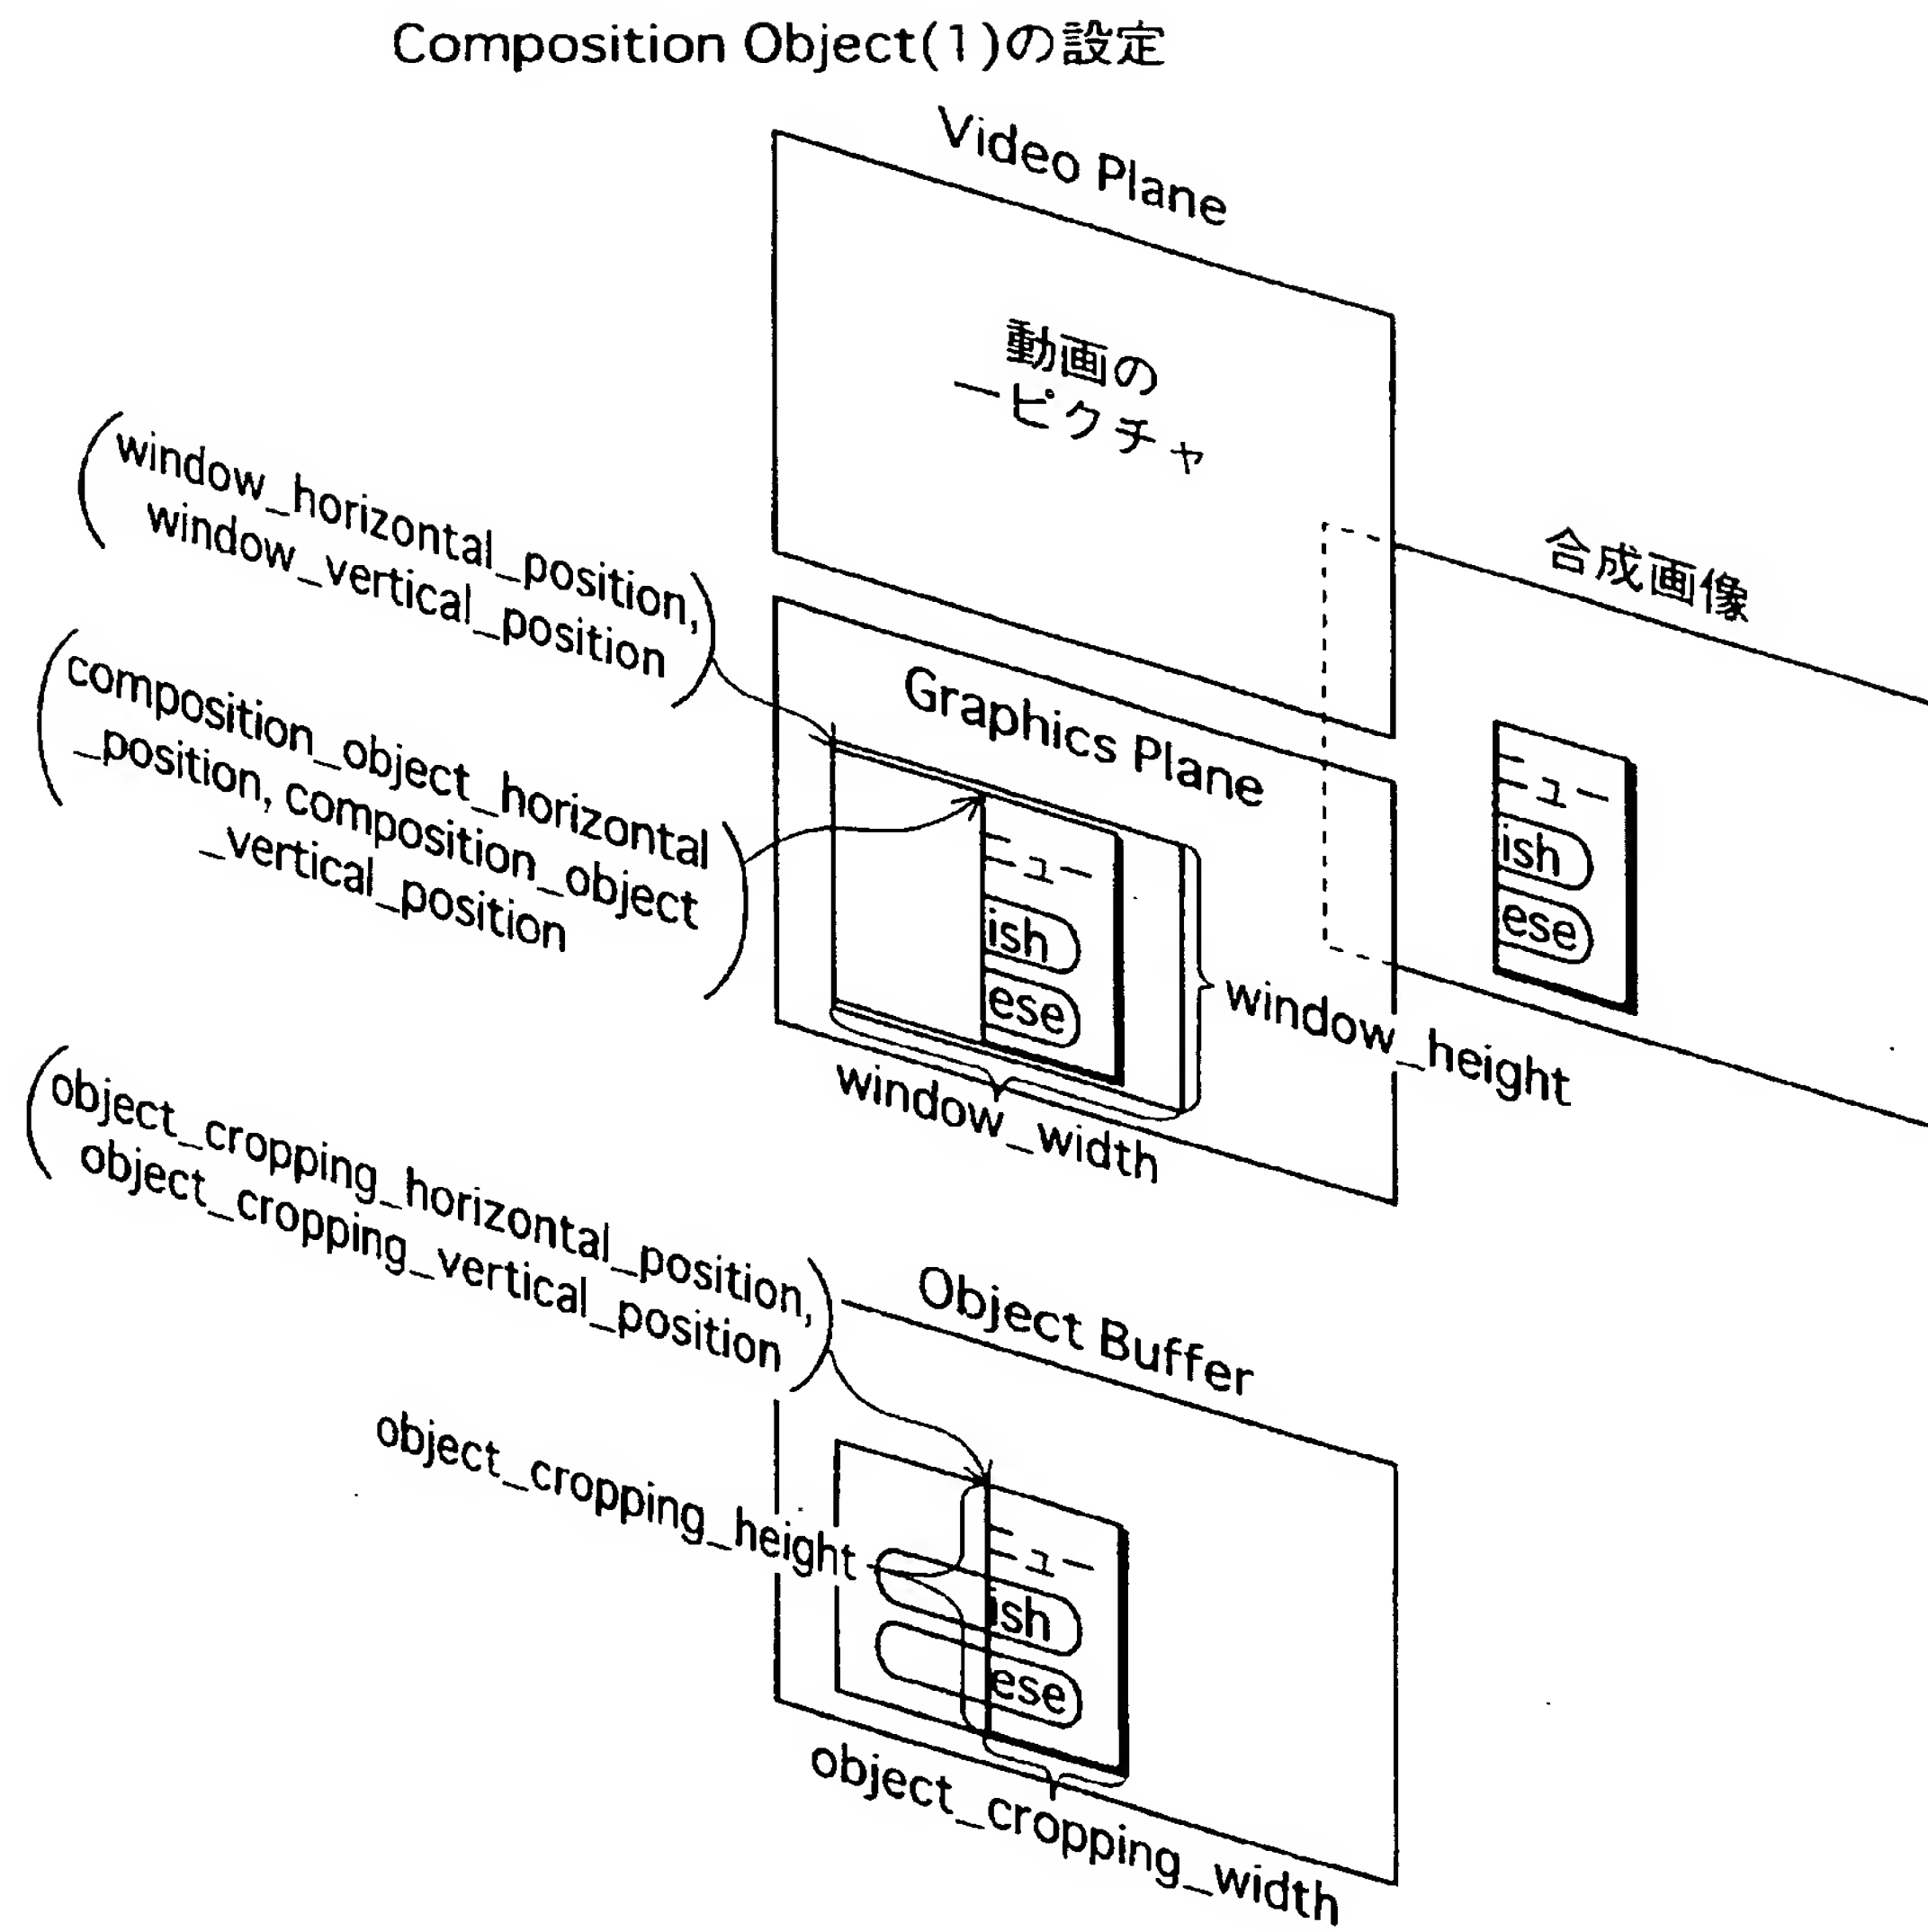 Composition Object(1)の設定
Video Plane
動画の
一ピクチャ
(window_horizontal_position,
window_vertical_position)
合成画像
(composition_object_horizontal
_position, composition_object
_vertical_position)
Graphics Plane
ニュー
ish
ese
ニュー
ish
ese
window_height
window_width
(object_cropping_horizontal_position,
object_cropping_vertical_position)
Object Buffer
object_cropping_height
ニュー
ish
ese
object_cropping_width